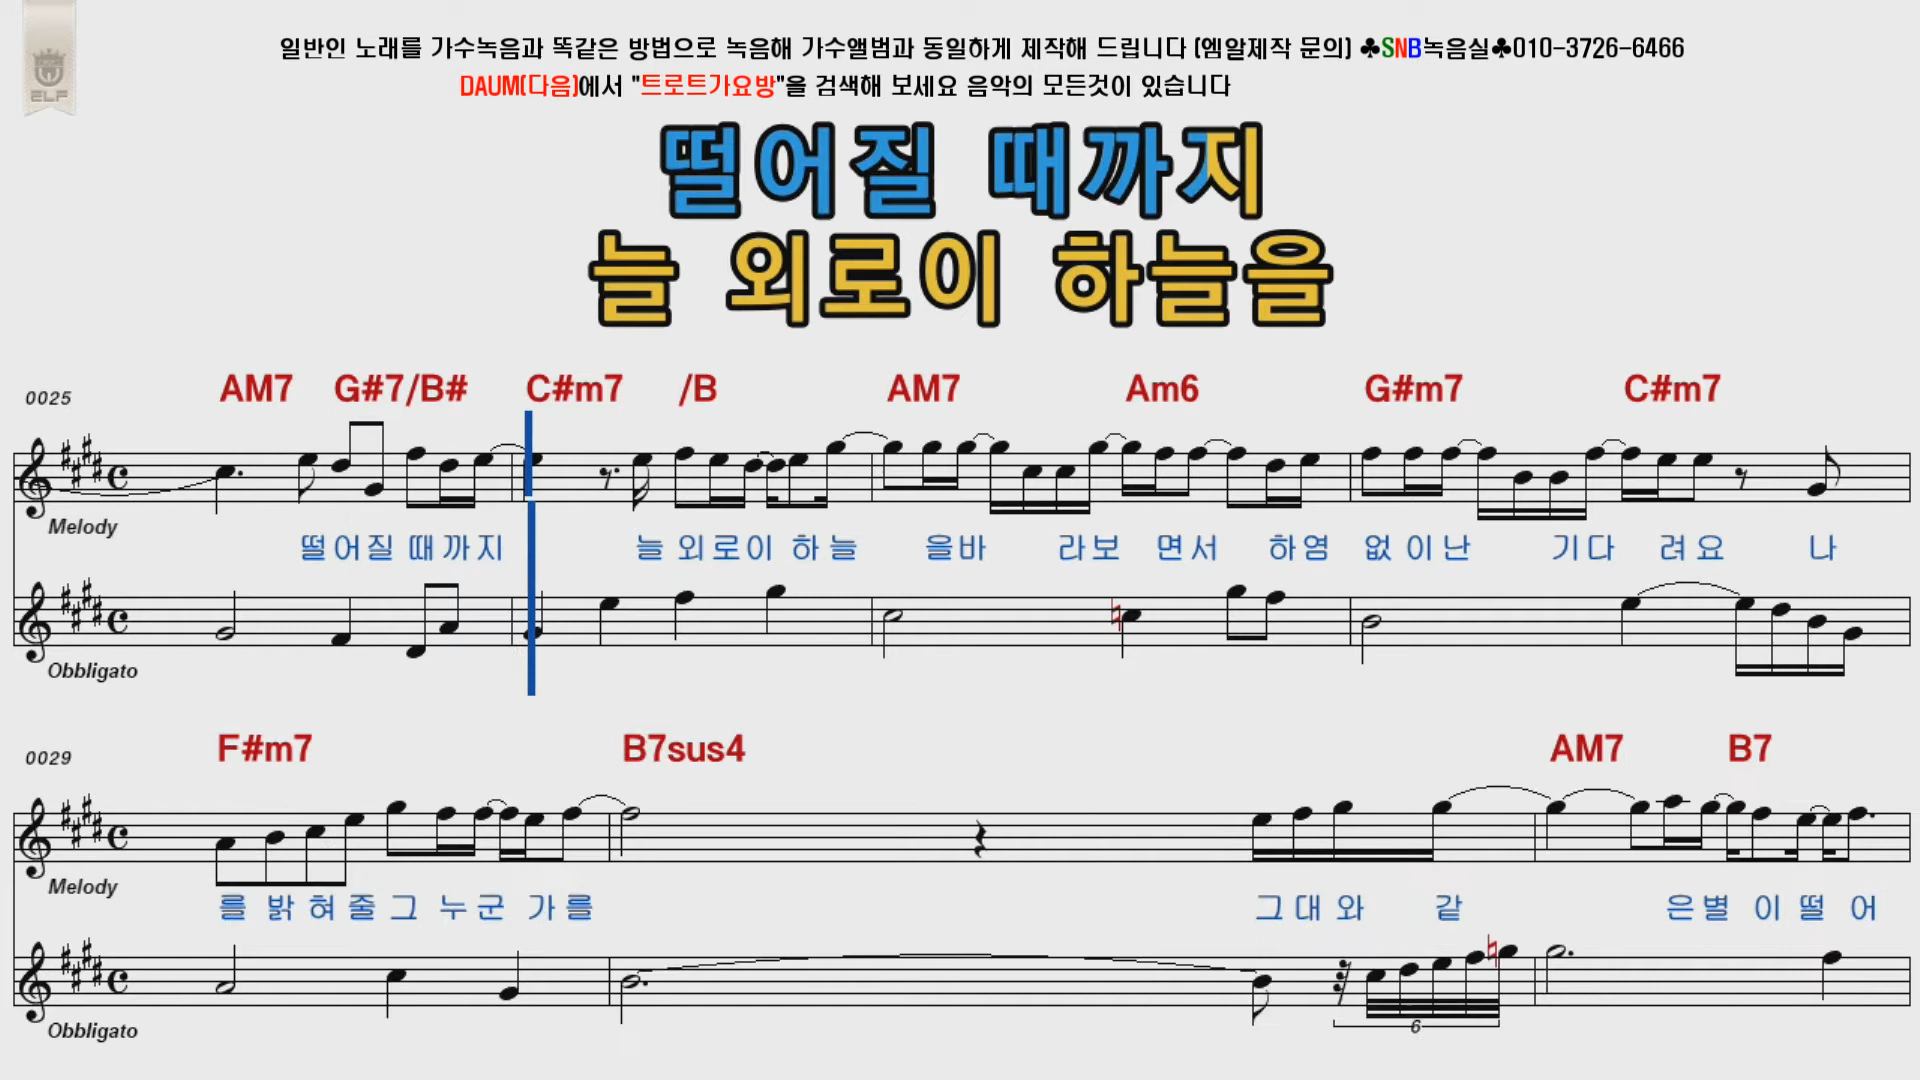 ELF
일반인 노래를 가수녹음과 똑같은 방법으로 녹음해 가수앨범과 동일하게 제작해 드립니다 (엠알제작 문의) ♣SNB녹음실♣010-3726-6466
DAUM(다음)에서 "트로트가요방"을 검색해 보세요 음악의 모든것이 있습니다
떨어질 때까지
늘 외로이 하늘을
0025 AM7 G#7/B# C#m7 /B AM7 Am6 G#m7 C#m7
Melody
떨어질 때까지 늘 외로이 하늘 을바 라보 면서 하염 없이난 기다 려요 나
Obbligato
0029 F#m7 B7sus4 AM7 B7
Melody
를 밝혀줄그 누군 가를 그대와 같 은별 이떨 어
6
Obbligato